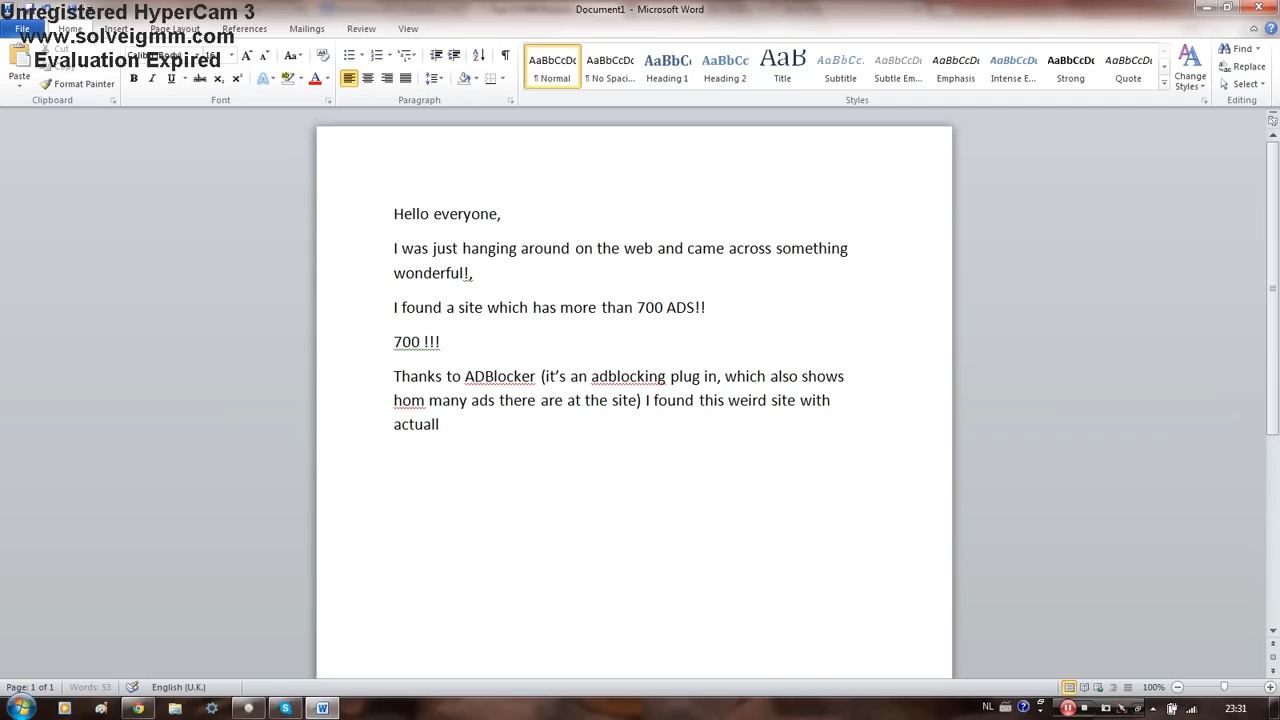 Unregistered HyperCam 3
www.solveigmm.com
Evaluation Expired
Document1 - Microsoft Word
File Home Insert Page Layout References Mailings Review View
Paste
Cut
Copy
Format Painter
Clipboard
16
Font
Paragraph
AaBbCcDc AaBbCcDc AaBbC AaBbCc AaB AaBbCc. AaBbCcDc AaBbCcDc AaBbCcDc AaBbCcDc
¶ Normal ¶ No Spaci... Heading 1 Heading 2 Title Subtitle Subtle Em... Emphasis Intense E... Strong Quote
Change Styles
Styles
Find
Replace
Select
Editing
Hello everyone,
I was just hanging around on the web and came across something
wonderful!,
I found a site which has more than 700 ADS!!
700 !!!
Thanks to ADBlocker (it’s an adblocking plug in, which also shows
hom many ads there are at the site) I found this weird site with
actuall
Page: 1 of 1 Words: 53 English (U.K.) 100%
NL 23:31